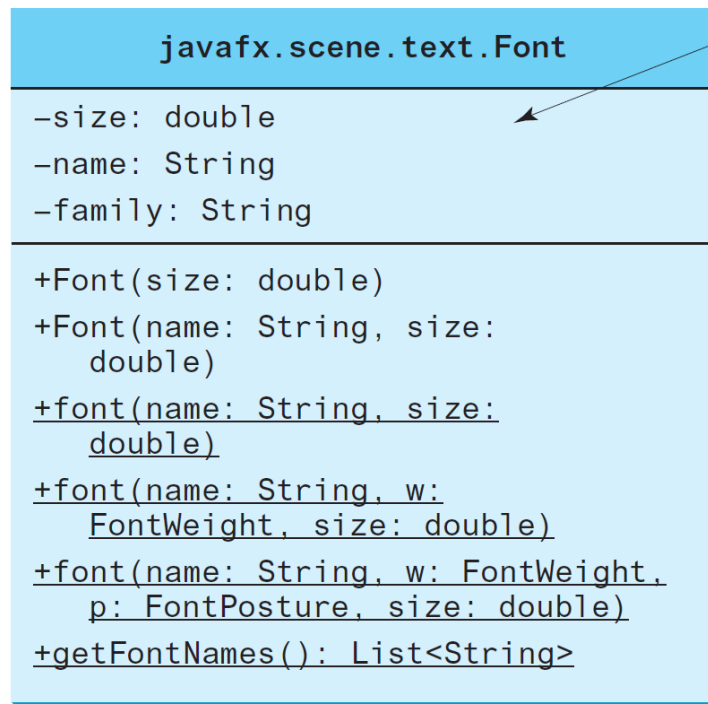 javafx.scene.text.Font
–size: double
–name: String
–family: String
+Font(size: double)
+Font(name: String, size:
double)
+font(name: String, size:
double)
+font(name: String, w:
FontWeight, size: double)
+font(name: String, w: FontWeight,
p: FontPosture, size: double)
+getFontNames(): List<String>